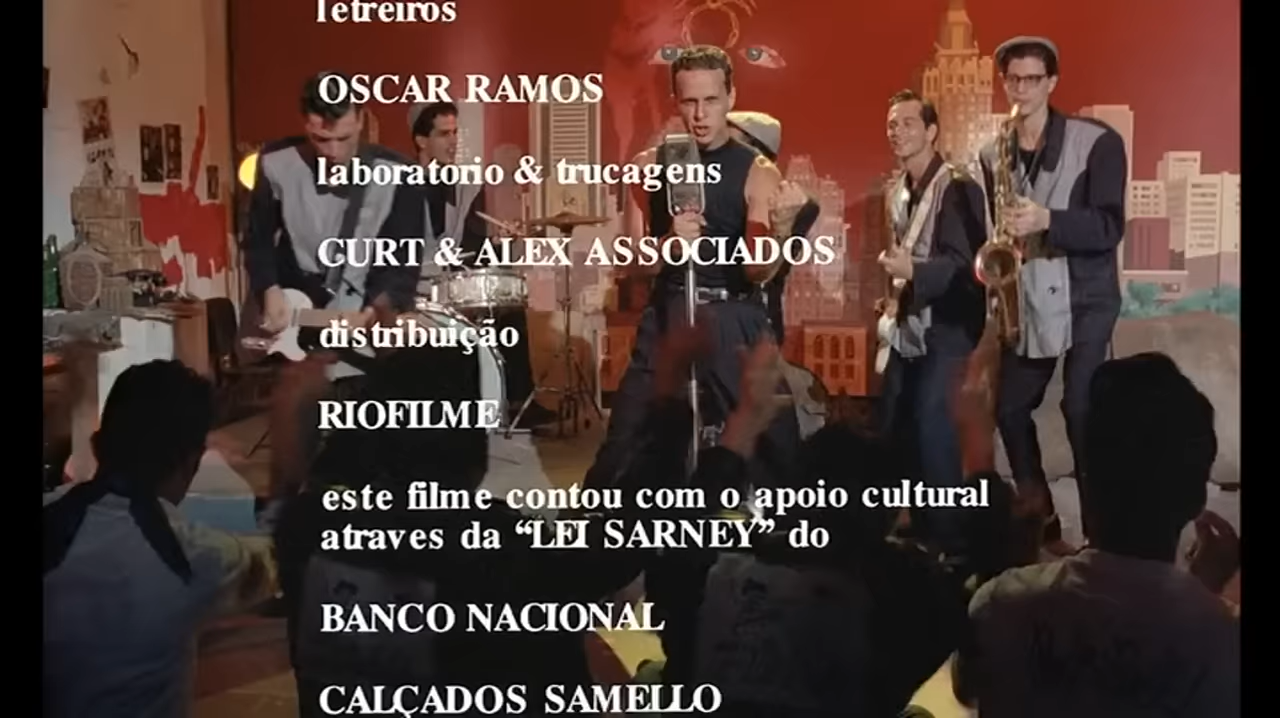 letreiros
OSCAR RAMOS
laboratorio & trucagens
CURT & ALEX ASSOCIADOS
distribuição
RIOFILME
este filme contou com o apoio cultural
atraves da “LEI SARNEY” do
BANCO NACIONAL
CALÇADOS SAMELLO